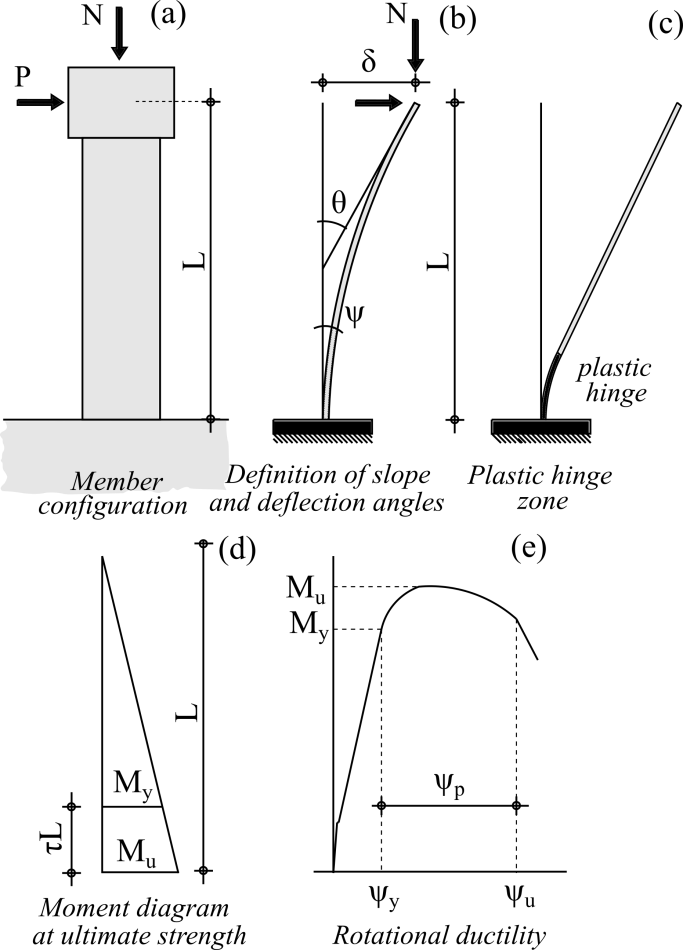 N
(a)
P
L
Member
configuration
N
(b)
δ
θ
ψ
L
Definition of slope
and deflection angles
(c)
plastic
hinge
Plastic hinge
zone
(d)
L
My
τL
Mu
Moment diagram
at ultimate strength
(e)
Mu
My
ψp
ψy
ψu
Rotational ductility